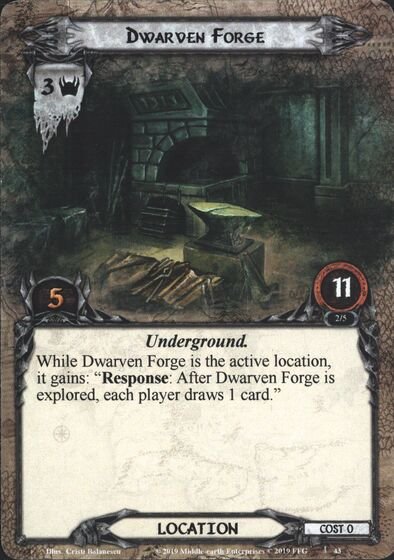 Dwarven Forge
3
5
11
2/5
Underground.
While Dwarven Forge is the active location,
it gains: “Response: After Dwarven Forge is
explored, each player draws 1 card.”
LOCATION
COST 0
Illus. Cristi Balanescu
© 2019 Middle-earth Enterprises © 2019 FFG
43